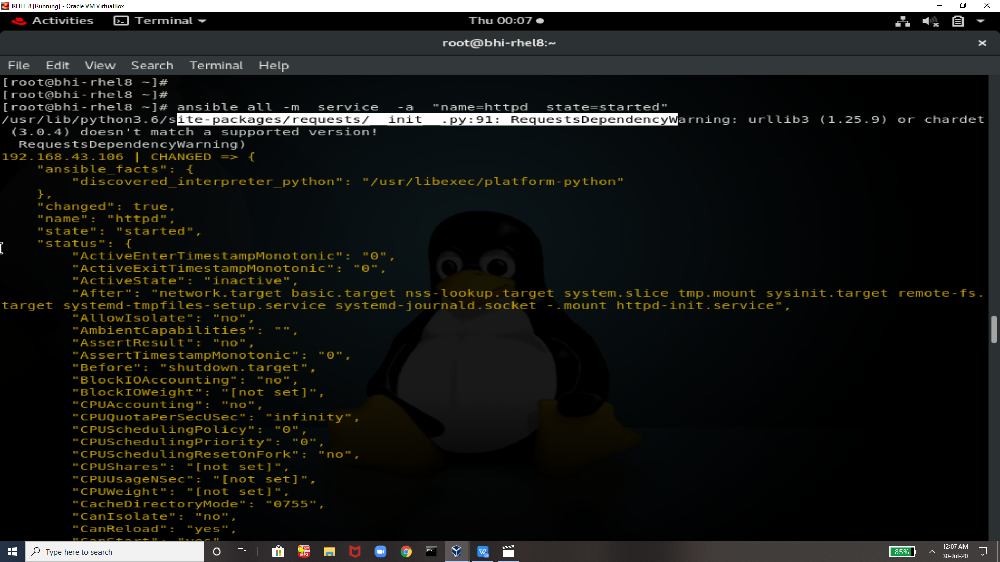 RHEL 8 [Running] - Oracle VM VirtualBox
Activities Terminal Thu 00:07
root@bhi-rhel8:~
File Edit View Search Terminal Help
[root@bhi-rhel8 ~]#
[root@bhi-rhel8 ~]#
[root@bhi-rhel8 ~]# ansible all -m  service  -a  "name=httpd  state=started"
/usr/lib/python3.6/site-packages/requests/__init__.py:91: RequestsDependencyWarning: urllib3 (1.25.9) or chardet
 (3.0.4) doesn't match a supported version!
  RequestsDependencyWarning)
192.168.43.106 | CHANGED => {
    "ansible_facts": {
        "discovered_interpreter_python": "/usr/libexec/platform-python"
    },
    "changed": true,
    "name": "httpd",
    "state": "started",
    "status": {
        "ActiveEnterTimestampMonotonic": "0",
        "ActiveExitTimestampMonotonic": "0",
        "ActiveState": "inactive",
        "After": "network.target basic.target nss-lookup.target system.slice tmp.mount sysinit.target remote-fs.
target systemd-tmpfiles-setup.service systemd-journald.socket -.mount httpd-init.service",
        "AllowIsolate": "no",
        "AmbientCapabilities": "",
        "AssertResult": "no",
        "AssertTimestampMonotonic": "0",
        "Before": "shutdown.target",
        "BlockIOAccounting": "no",
        "BlockIOWeight": "[not set]",
        "CPUAccounting": "no",
        "CPUQuotaPerSecUSec": "infinity",
        "CPUSchedulingPolicy": "0",
        "CPUSchedulingPriority": "0",
        "CPUSchedulingResetOnFork": "no",
        "CPUShares": "[not set]",
        "CPUUsageNSec": "[not set]",
        "CPUWeight": "[not set]",
        "CacheDirectoryMode": "0755",
        "CanIsolate": "no",
        "CanReload": "yes",
        "CanStart": "yes"
Type here to search
MP3
85%
12:07 AM
30-Jul-20